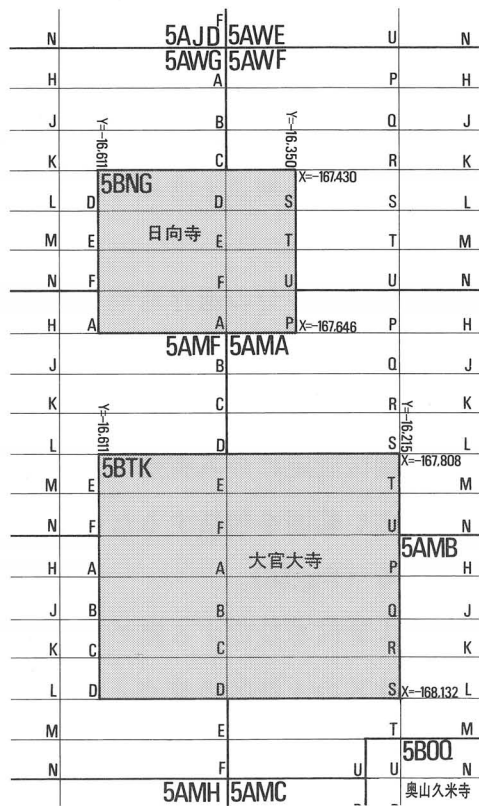 F
N 5AJD 5AWE U N
5AWG 5AWF
H A P H
J B Q J
Y=-16.611 Y=-16.350
K C R K
5BNG X=-167.430
L D D S S L
日向寺
M E E T T M
N F F U U N
H A A P X=-167.646 P H
5AMF 5AMA
J B Q J
K C R K
Y=-16.611 Y=-16.215
L D S L
5BTK X=-167.808
M E E T M
N F F U N
5AMB
H A A 大官大寺 P H
J B B Q J
K C C R K
L D D S X=-168.132 L
M E T M
5BOQ
N F U U N
5AMH 5AMC 奥山久米寺